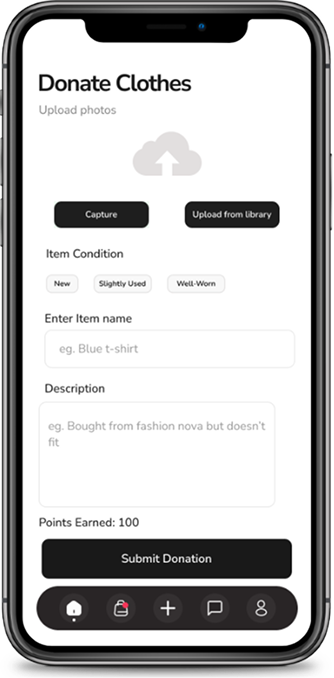 Donate Clothes
Upload photos
Capture
Upload from library
Item Condition
New
Slightly Used
Well-Worn
Enter Item name
eg. Blue t-shirt
Description
eg. Bought from fashion nova but doesn't
fit
Points Earned: 100
Submit Donation